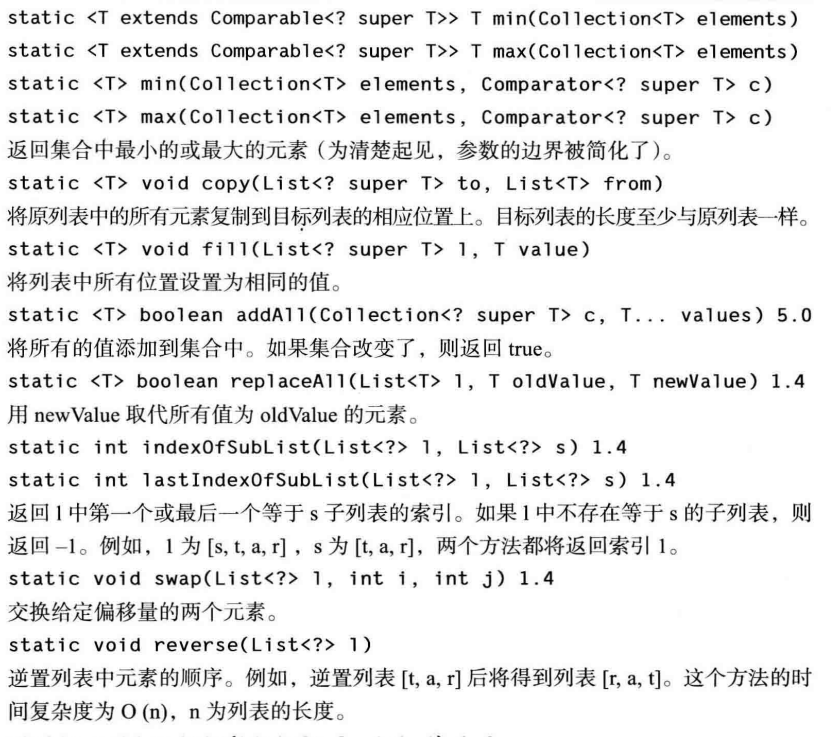 static <T extends Comparable<? super T>> T min(Collection<T> elements)
static <T extends Comparable<? super T>> T max(Collection<T> elements)
static <T> min(Collection<T> elements, Comparator<? super T> c)
static <T> max(Collection<T> elements, Comparator<? super T> c)
返回集合中最小的或最大的元素（为清楚起见，参数的边界被简化了）。
static <T> void copy(List<? super T> to, List<T> from)
将原列表中的所有元素复制到目标列表的相应位置上。目标列表的长度至少与原列表一样。
static <T> void fill(List<? super T> l, T value)
将列表中所有位置设置为相同的值。
static <T> boolean addAll(Collection<? super T> c, T... values) 5.0
将所有的值添加到集合中。如果集合改变了，则返回 true。
static <T> boolean replaceAll(List<T> l, T oldValue, T newValue) 1.4
用 newValue 取代所有值为 oldValue 的元素。
static int indexOfSubList(List<?> l, List<?> s) 1.4
static int lastIndexOfSubList(List<?> l, List<?> s) 1.4
返回 l 中第一个或最后一个等于 s 子列表的索引。如果 l 中不存在等于 s 的子列表，则
返回 –1。例如，l 为 [s, t, a, r] ，s 为 [t, a, r]，两个方法都将返回索引 1。
static void swap(List<?> l, int i, int j) 1.4
交换给定偏移量的两个元素。
static void reverse(List<?> l)
逆置列表中元素的顺序。例如，逆置列表 [t, a, r] 后将得到列表 [r, a, t]。这个方法的时
间复杂度为 O (n)，n 为列表的长度。